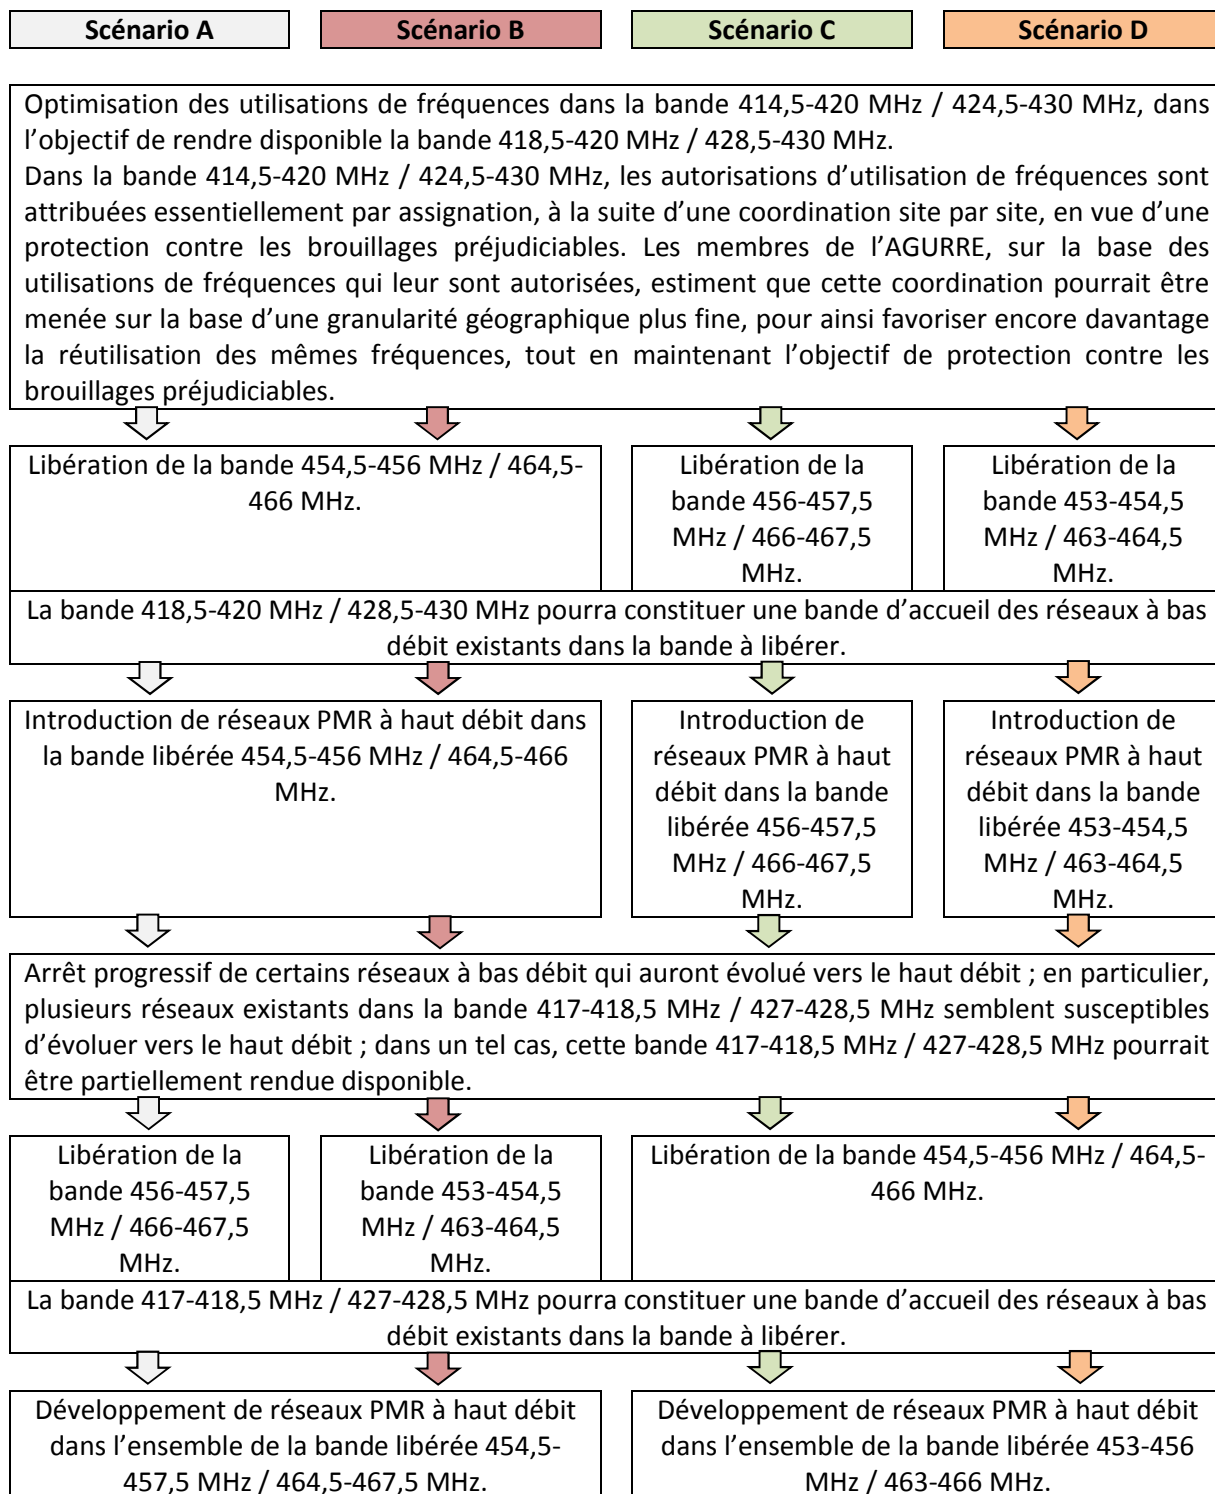 Scénario A
Scénario B
Scénario C
Scénario D
Optimisation des utilisations de fréquences dans la bande 414,5-420 MHz / 424,5-430 MHz, dans
l’objectif de rendre disponible la bande 418,5-420 MHz / 428,5-430 MHz.
Dans la bande 414,5-420 MHz / 424,5-430 MHz, les autorisations d’utilisation de fréquences sont
attribuées essentiellement par assignation, à la suite d’une coordination site par site, en vue d’une
protection contre les brouillages préjudiciables. Les membres de l’AGURRE, sur la base des
utilisations de fréquences qui leur sont autorisées, estiment que cette coordination pourrait être
menée sur la base d’une granularité géographique plus fine, pour ainsi favoriser encore davantage
la réutilisation des mêmes fréquences, tout en maintenant l’objectif de protection contre les
brouillages préjudiciables.
Libération de la bande 454,5-456 MHz / 464,5-
466 MHz.
Libération de la
bande 456-457,5
MHz / 466-467,5
MHz.
Libération de la
bande 453-454,5
MHz / 463-464,5
MHz.
La bande 418,5-420 MHz / 428,5-430 MHz pourra constituer une bande d’accueil des réseaux à bas
débit existants dans la bande à libérer.
Introduction de réseaux PMR à haut débit dans
la bande libérée 454,5-456 MHz / 464,5-466
MHz.
Introduction de
réseaux PMR à haut
débit dans la bande
libérée 456-457,5
MHz / 466-467,5
MHz.
Introduction de
réseaux PMR à haut
débit dans la bande
libérée 453-454,5
MHz / 463-464,5
MHz.
Arrêt progressif de certains réseaux à bas débit qui auront évolué vers le haut débit ; en particulier,
plusieurs réseaux existants dans la bande 417-418,5 MHz / 427-428,5 MHz semblent susceptibles
d’évoluer vers le haut débit ; dans un tel cas, cette bande 417-418,5 MHz / 427-428,5 MHz pourrait
être partiellement rendue disponible.
Libération de la
bande 456-457,5
MHz / 466-467,5
MHz.
Libération de la
bande 453-454,5
MHz / 463-464,5
MHz.
Libération de la bande 454,5-456 MHz / 464,5-
466 MHz.
La bande 417-418,5 MHz / 427-428,5 MHz pourra constituer une bande d’accueil des réseaux à bas
débit existants dans la bande à libérer.
Développement de réseaux PMR à haut débit
dans l’ensemble de la bande libérée 454,5-
457,5 MHz / 464,5-467,5 MHz.
Développement de réseaux PMR à haut débit
dans l’ensemble de la bande libérée 453-456
MHz / 463-466 MHz.